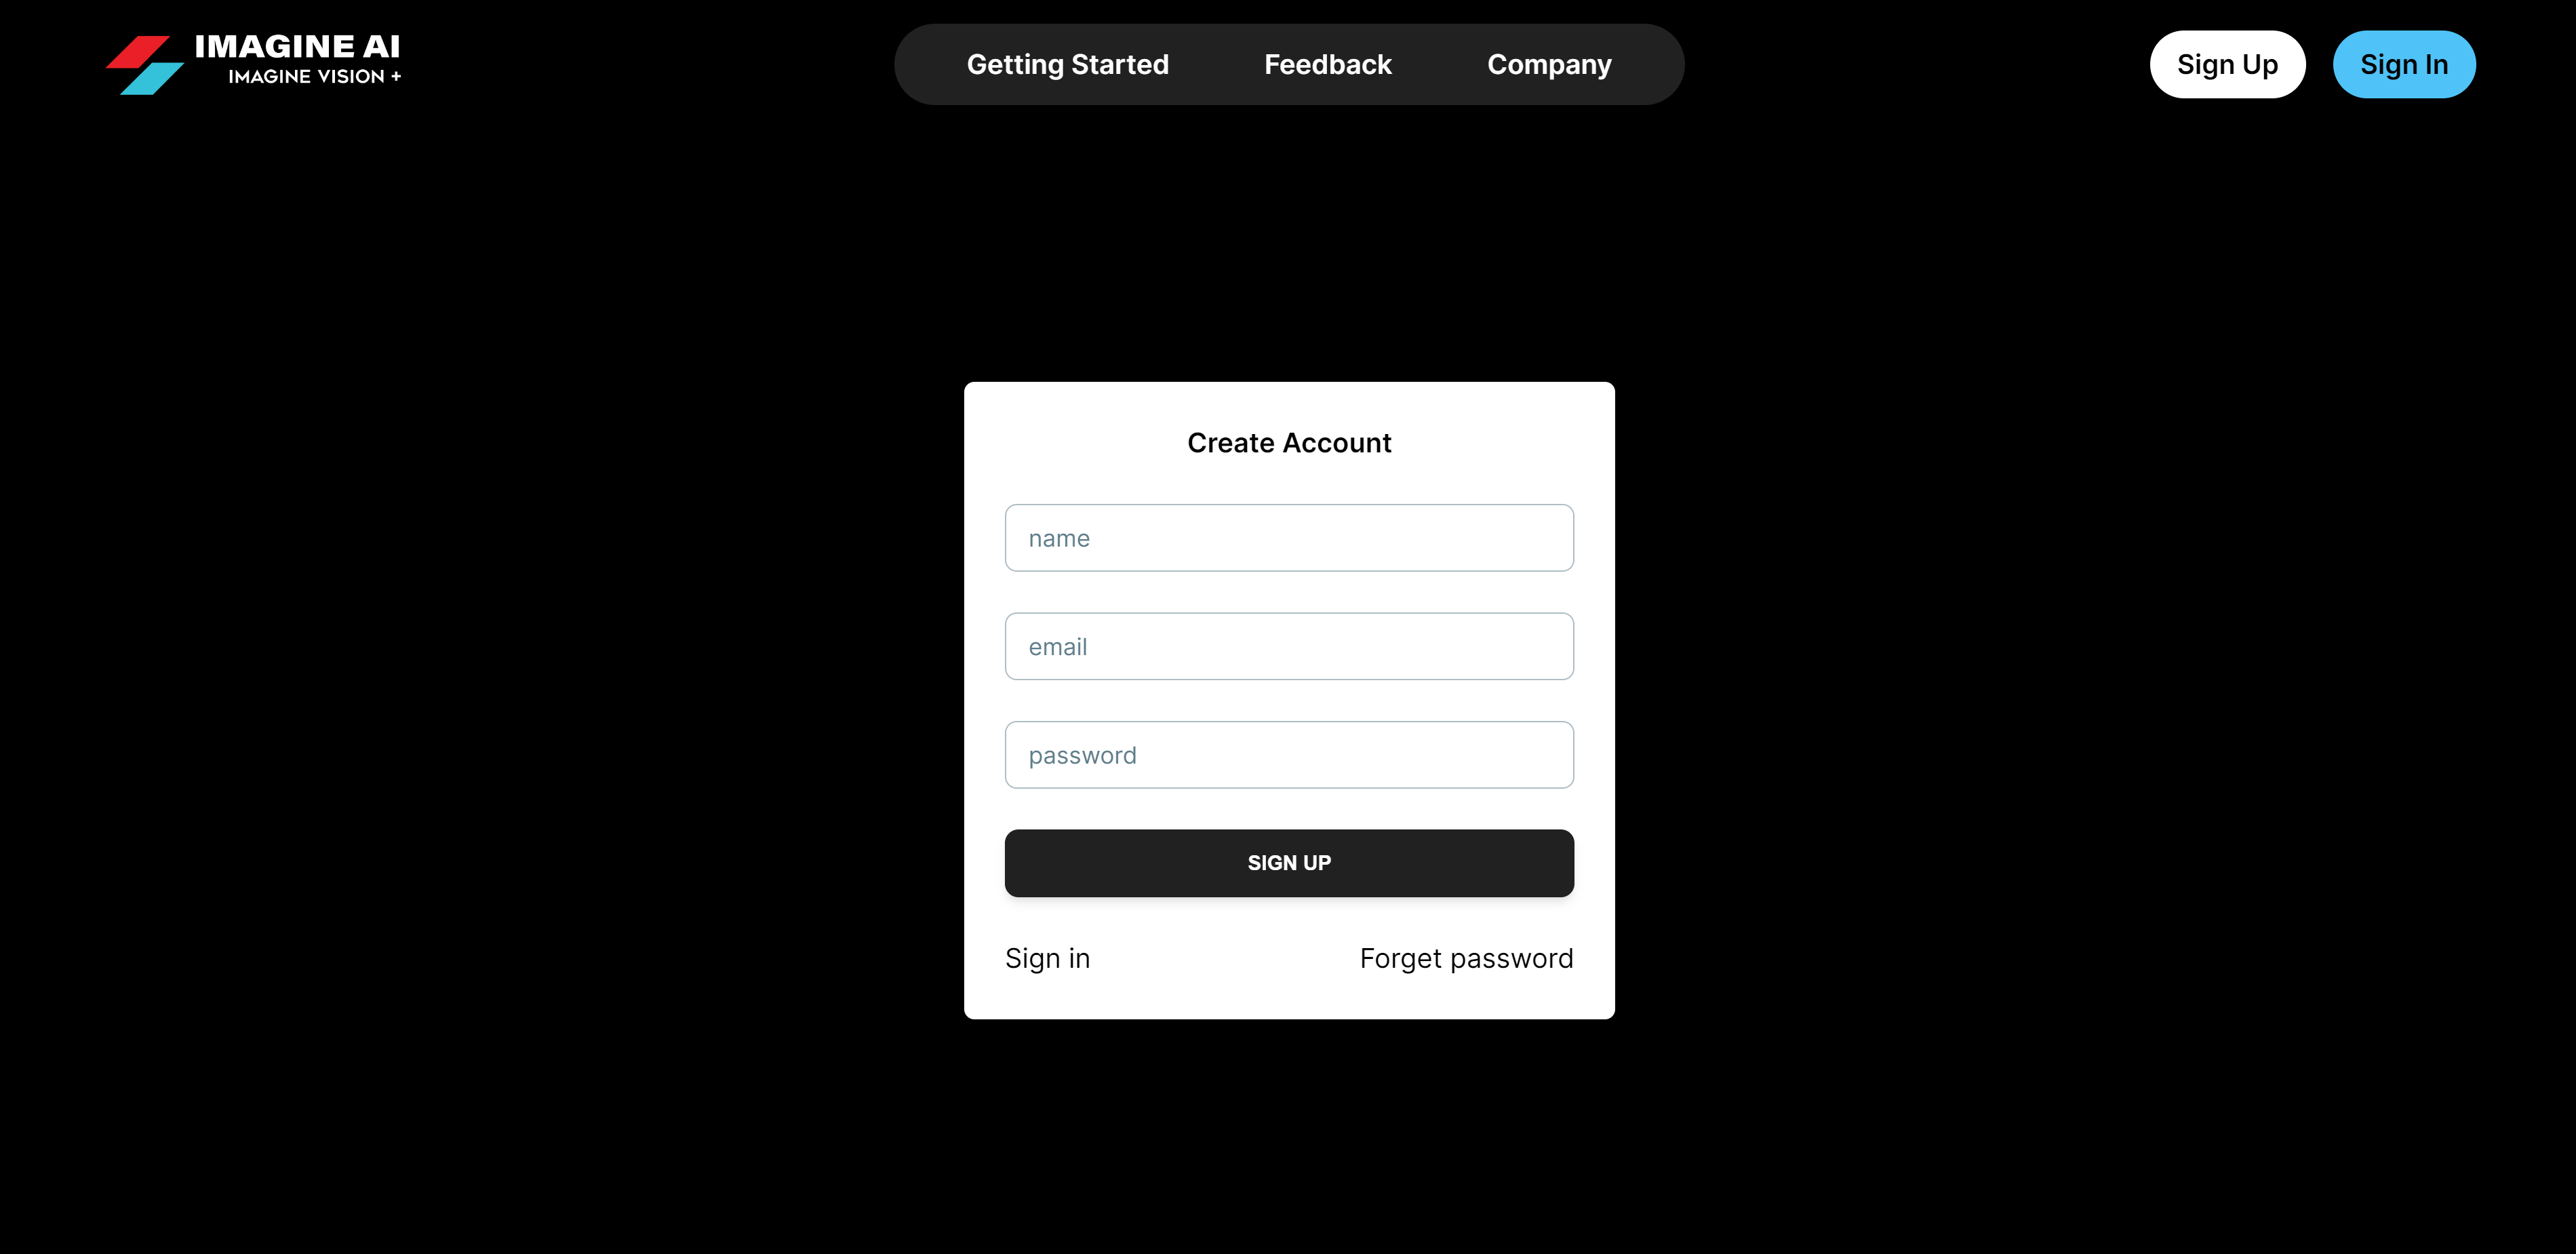 IMAGINE AI
IMAGINE VISION +
Getting Started
Feedback
Company
Sign Up
Sign In
Create Account
name
email
password
SIGN UP
Sign in
Forget password